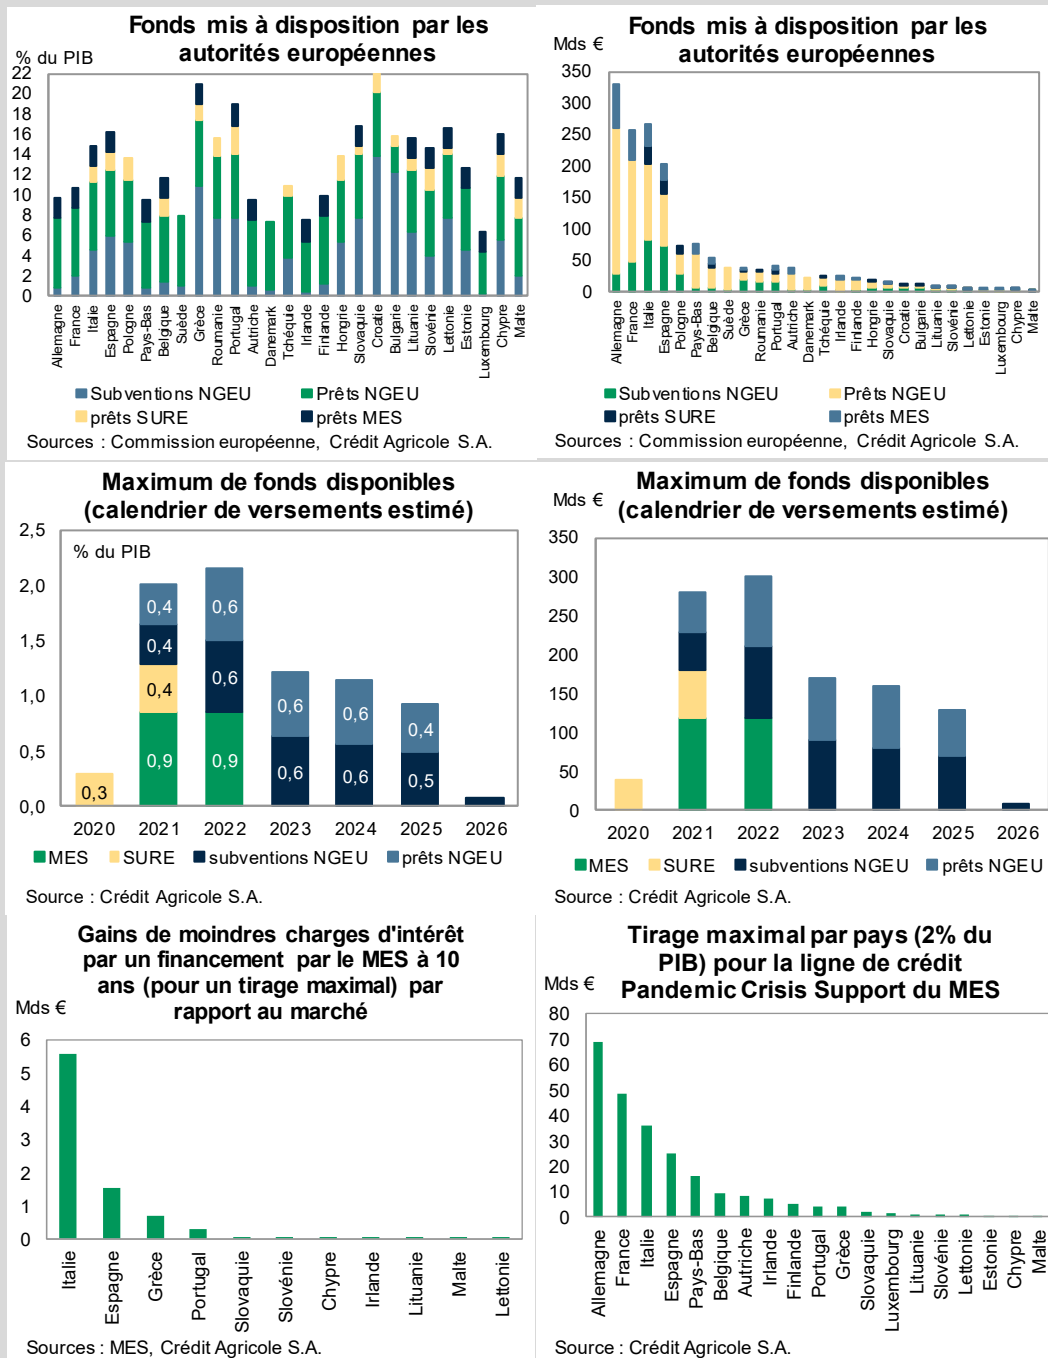 Fonds mis à disposition par les
autorités européennes
% du PIB
22
20
18
16
14
12
10
8
6
4
2
0
Allemagne
France
Italie
Espagne
Pologne
Pays-Bas
Belgique
Suède
Grèce
Roumanie
Portugal
Autriche
Danemark
Tchéquie
Irlande
Finlande
Hongrie
Slovaquie
Croatie
Bulgarie
Lituanie
Slovénie
Lettonie
Estonie
Luxembourg
Chypre
Malte
Subventions NGEU
Prêts NGEU
prêts SURE
prêts MES
Sources : Commission européenne, Crédit Agricole S.A.
Fonds mis à disposition par les
autorités européennes
Mds €
350
300
250
200
150
100
50
0
Allemagne
France
Italie
Espagne
Pologne
Pays-Bas
Belgique
Suède
Grèce
Roumanie
Portugal
Autriche
Danemark
Tchéquie
Irlande
Finlande
Hongrie
Slovaquie
Croatie
Bulgarie
Lituanie
Slovénie
Lettonie
Estonie
Luxembourg
Chypre
Malte
Subventions NGEU
Prêts NGEU
prêts SURE
prêts MES
Sources : Commission européenne, Crédit Agricole S.A.
Maximum de fonds disponibles
(calendrier de versements estimé)
2,5
% du PIB
2,0
1,5
1,0
0,5
0,0
0,3
0,4
0,4
0,4
0,9
0,6
0,6
0,9
0,6
0,6
0,6
0,6
0,4
0,5
2020 2021 2022 2023 2024 2025 2026
MES SURE subventions NGEU prêts NGEU
Source : Crédit Agricole S.A.
Maximum de fonds disponibles
(calendrier de versements estimé)
Mds €
350
300
250
200
150
100
50
0
2020 2021 2022 2023 2024 2025 2026
MES SURE subventions NGEU prêts NGEU
Source : Crédit Agricole S.A.
Gains de moindres charges d'intérêt
par un financement par le MES à 10
ans (pour un tirage maximal) par
rapport au marché
Mds €
6
5
4
3
2
1
0
Italie
Espagne
Grèce
Portugal
Slovaquie
Slovénie
Chypre
Irlande
Lituanie
Malte
Lettonie
Sources : MES, Crédit Agricole S.A.
Tirage maximal par pays (2% du
PIB) pour la ligne de crédit
Pandemic Crisis Support du MES
Mds €
80
70
60
50
40
30
20
10
0
Allemagne
France
Italie
Espagne
Pays-Bas
Belgique
Autriche
Irlande
Finlande
Portugal
Grèce
Slovaquie
Luxembourg
Lituanie
Slovénie
Lettonie
Estonie
Chypre
Malte
Source : Crédit Agricole S.A.